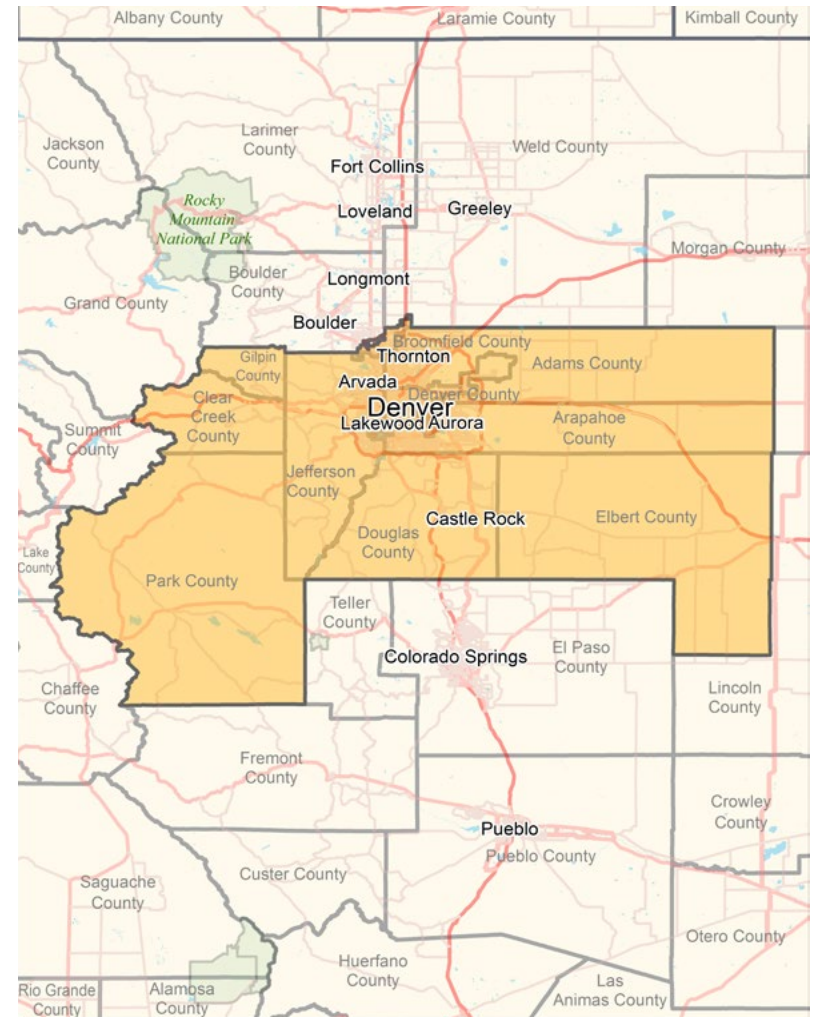 Albany County
Laramie County
Kimball County
Jackson
County
Larimer
County
Weld County
Fort Collins
Rocky
Mountain
National Park
Loveland
Greeley
Morgan County
Boulder
County
Longmont
Grand County
Boulder
Broomfield County
Gilpin
County
Thornton
Adams County
Arvada
Denver County
Clear
Creek
County
Denver
Lakewood
Aurora
Arapahoe
County
Summit
County
Jefferson
County
Castle Rock
Elbert County
Douglas
County
Lake
County
Park County
Teller
County
Colorado Springs
El Paso
County
Chaffee
County
Lincoln
County
Fremont
County
Crowley
County
Pueblo
Pueblo County
Custer County
Saguache
County
Otero County
Huerfano
County
Rio Grande
County
Alamosa
County
Las
Animas County